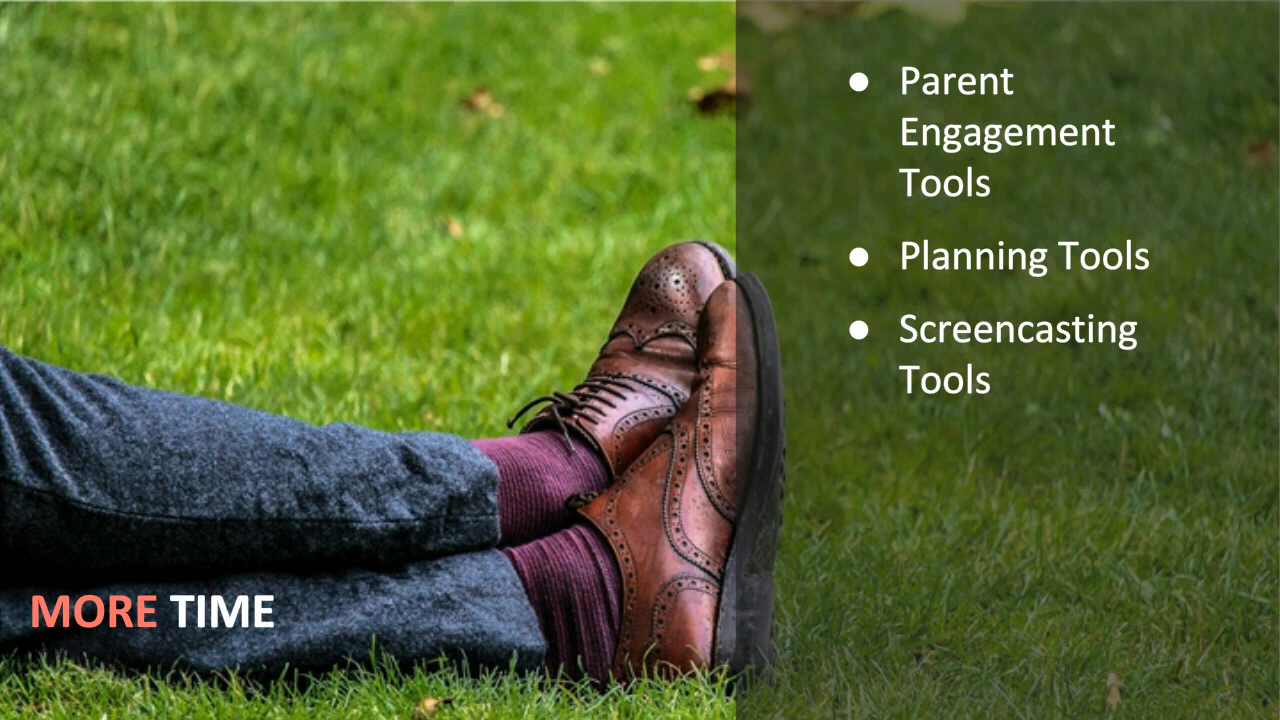 MORE TIME
● Parent
Engagement
Tools
● Planning Tools
● Screencasting
Tools